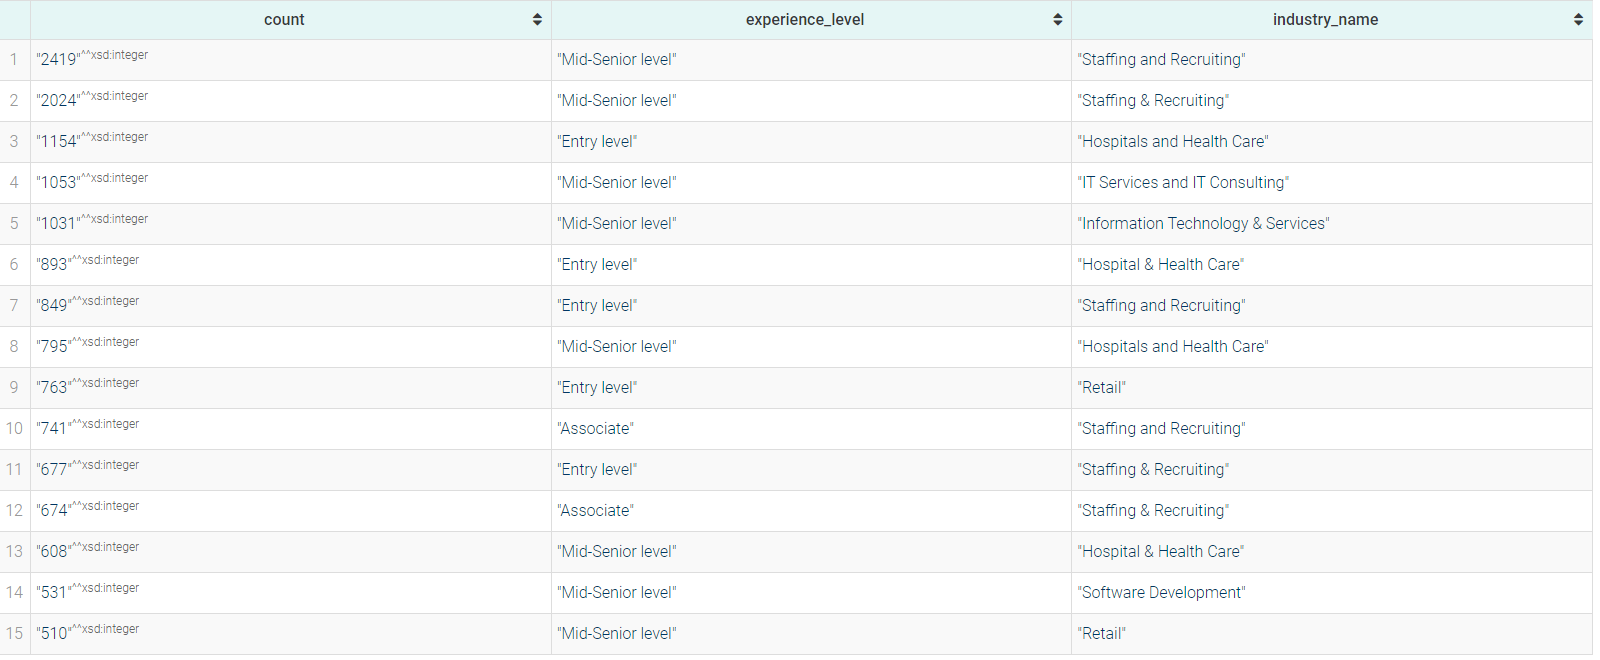 count experience_level industry_name
1 "2419"^^xsd:integer "Mid-Senior level" "Staffing and Recruiting"
2 "2024"^^xsd:integer "Mid-Senior level" "Staffing & Recruiting"
3 "1154"^^xsd:integer "Entry level" "Hospitals and Health Care"
4 "1053"^^xsd:integer "Mid-Senior level" "IT Services and IT Consulting"
5 "1031"^^xsd:integer "Mid-Senior level" "Information Technology & Services"
6 "893"^^xsd:integer "Entry level" "Hospital & Health Care"
7 "849"^^xsd:integer "Entry level" "Staffing and Recruiting"
8 "795"^^xsd:integer "Mid-Senior level" "Hospitals and Health Care"
9 "763"^^xsd:integer "Entry level" "Retail"
10 "741"^^xsd:integer "Associate" "Staffing and Recruiting"
11 "677"^^xsd:integer "Entry level" "Staffing & Recruiting"
12 "674"^^xsd:integer "Associate" "Staffing & Recruiting"
13 "608"^^xsd:integer "Mid-Senior level" "Hospital & Health Care"
14 "531"^^xsd:integer "Mid-Senior level" "Software Development"
15 "510"^^xsd:integer "Mid-Senior level" "Retail"